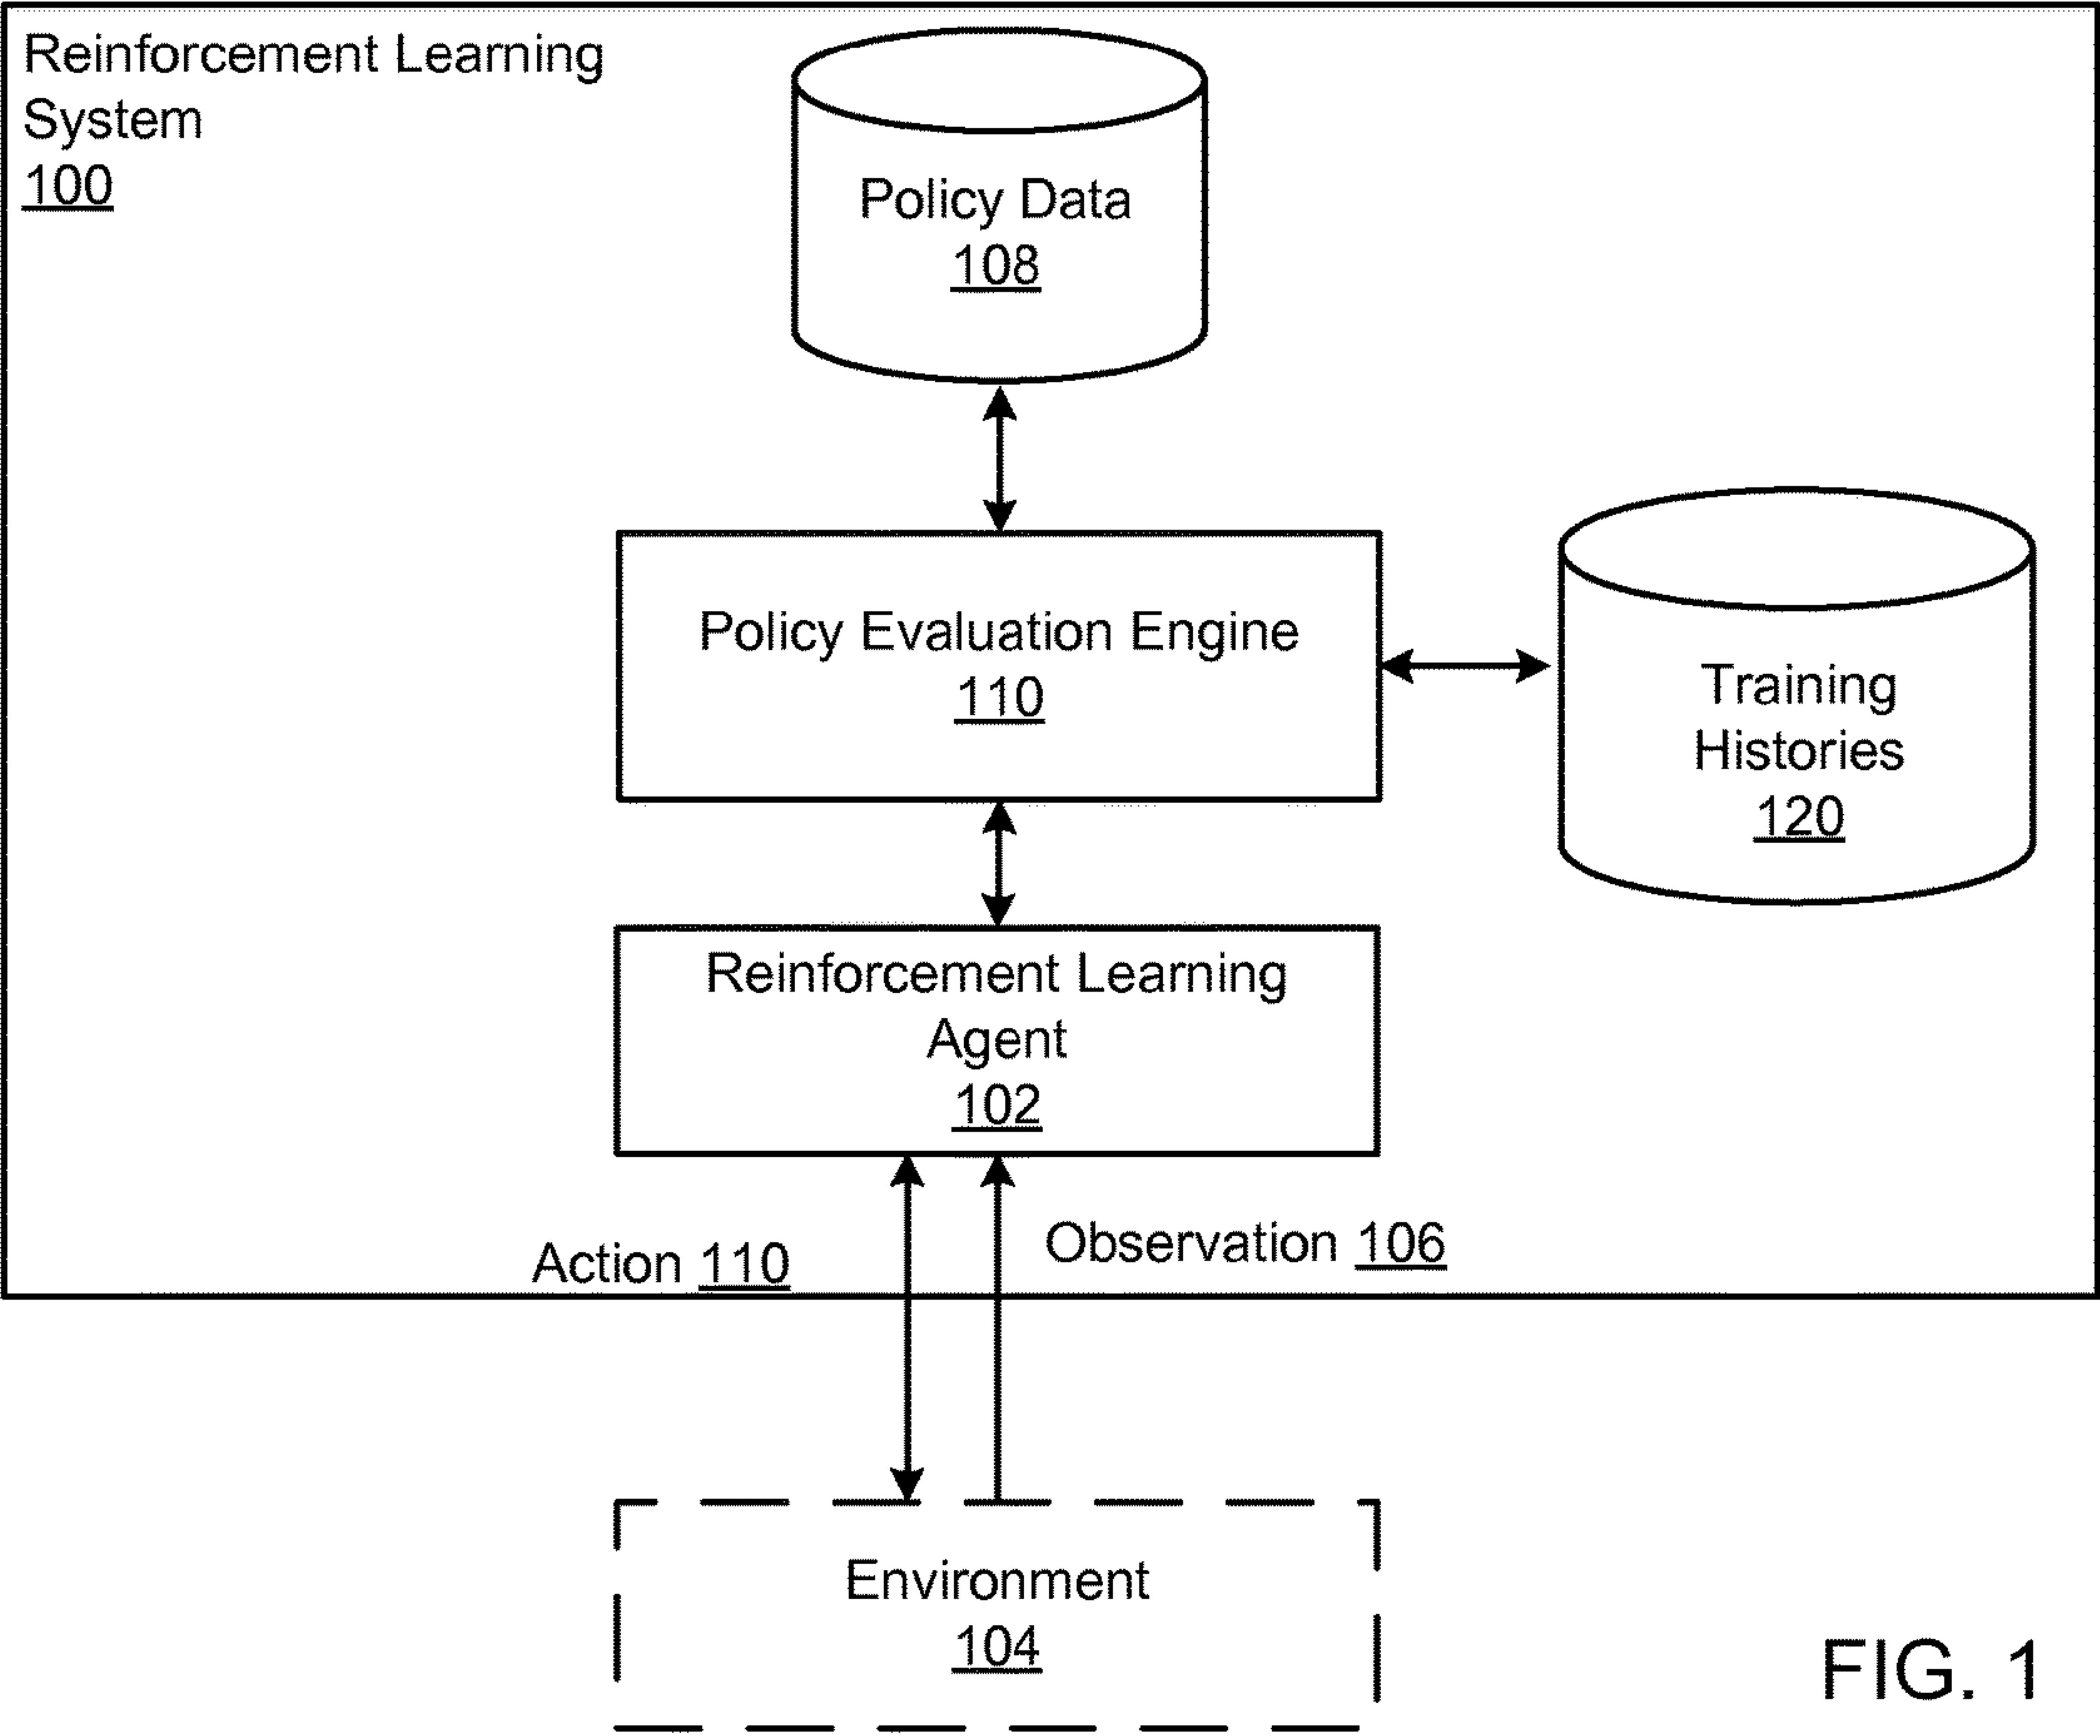 Reinforcement Learning
System
100
Policy Data
108
Policy Evaluation Engine
110
Training
Histories
120
Reinforcement Learning
Agent
102
Action 110
Observation 106
Environment
104
FIG. 1